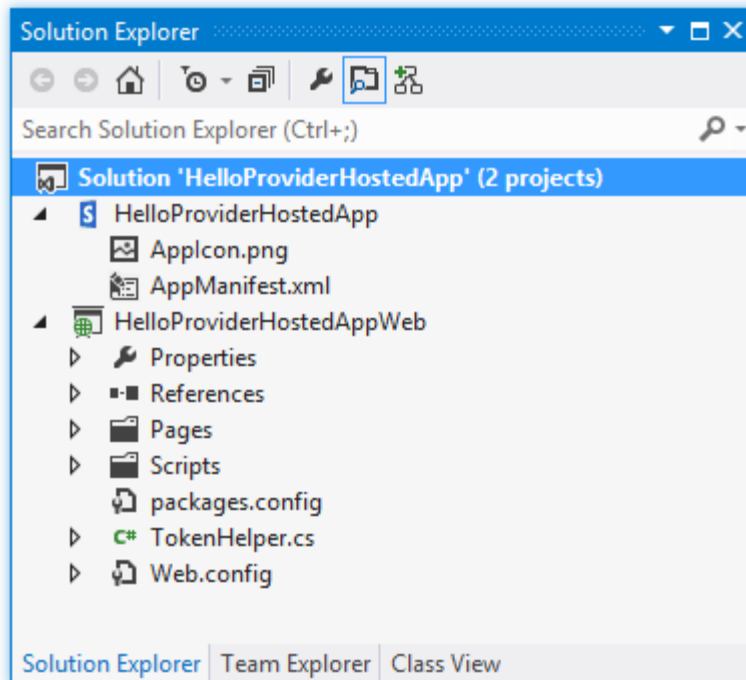 Solution Explorer
Search Solution Explorer (Ctrl+;)
Solution 'HelloProviderHostedApp' (2 projects)
HelloProviderHostedApp
AppIcon.png
AppManifest.xml
HelloProviderHostedAppWeb
Properties
References
Pages
Scripts
packages.config
C# TokenHelper.cs
Web.config
Solution Explorer Team Explorer Class View